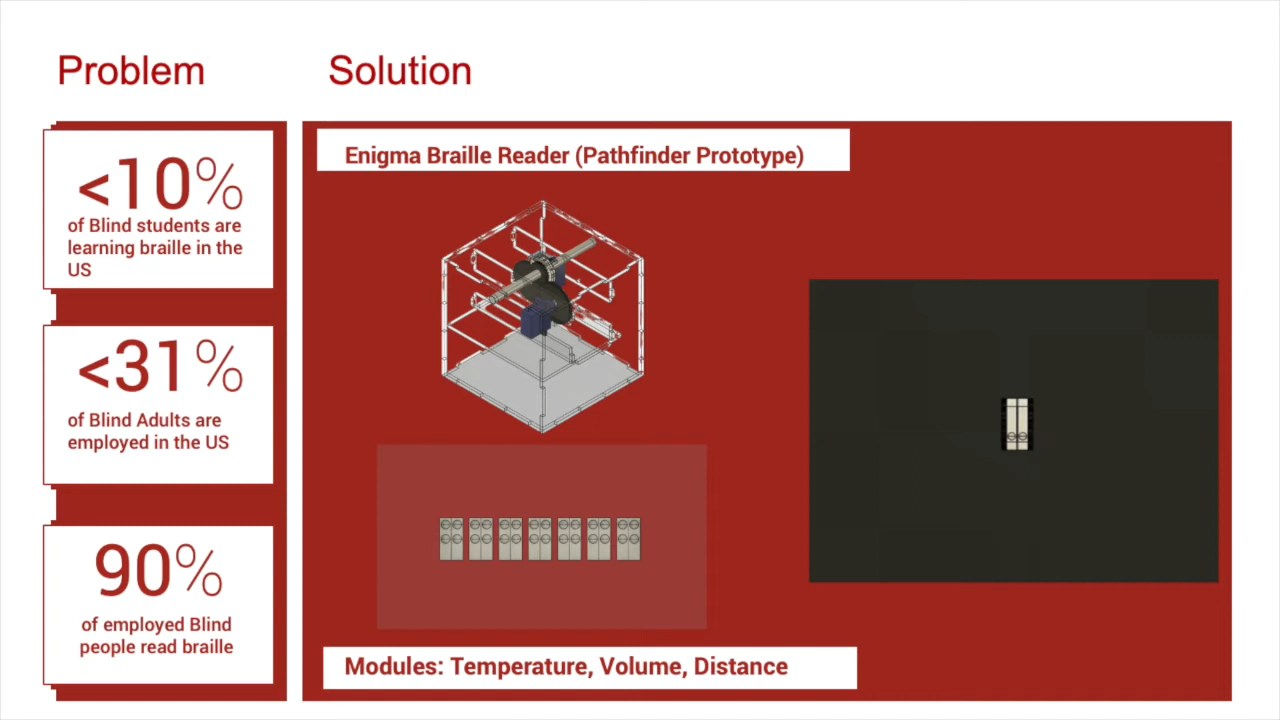 Problem
Solution
<10%
of Blind students are
learning braille in the
US
<31%
of Blind Adults are
employed in the US
90%
of employed Blind
people read braille
Enigma Braille Reader (Pathfinder Prototype)
Modules: Temperature, Volume, Distance